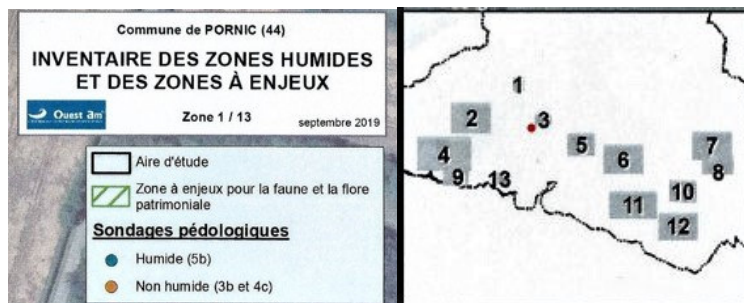 Commune de PORNIC (44)
INVENTAIRE DES ZONES HUMIDES
ET DES ZONES À ENJEUX
Ouest am'
Zone 1 / 13
septembre 2019
Aire d'étude
Zone à enjeux pour la faune et la flore
patrimoniale
Sondages pédologiques
Humide (5b)
Non humide (3b et 4c)
1
2
3
4
5
6
7
8
9
13
10
11
12